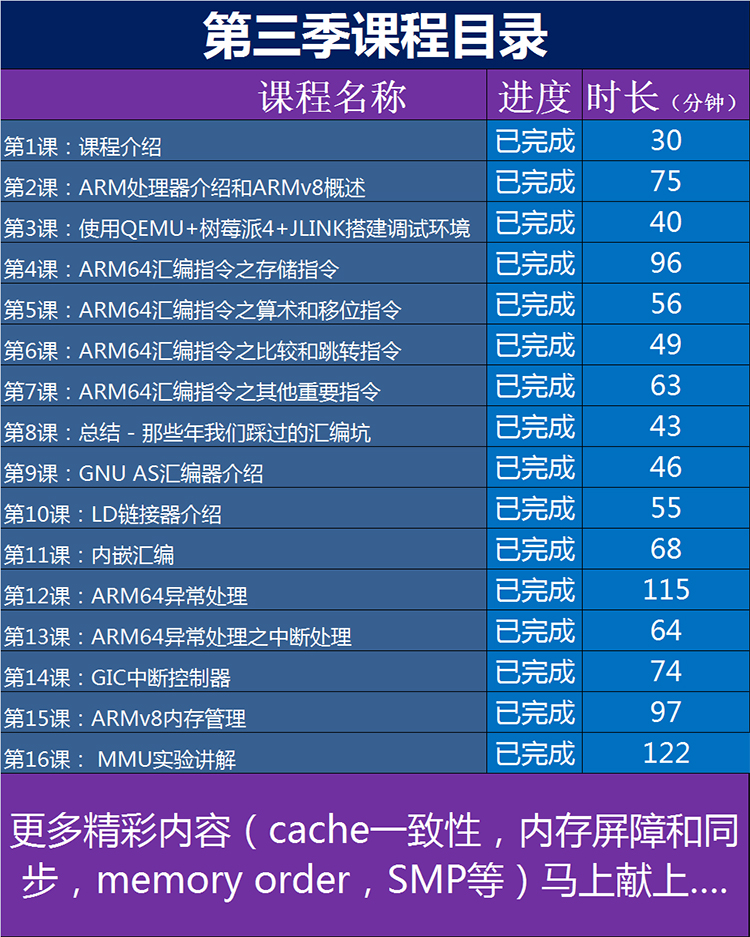 第三季课程目录
课程名称 进度 时长（分钟）
第1课：课程介绍 已完成 30
第2课：ARM处理器介绍和ARMv8概述 已完成 75
第3课：使用QEMU+树莓派4+JLINK搭建调试环境 已完成 40
第4课：ARM64汇编指令之存储指令 已完成 96
第5课：ARM64汇编指令之算术和移位指令 已完成 56
第6课：ARM64汇编指令之比较和跳转指令 已完成 49
第7课：ARM64汇编指令之其他重要指令 已完成 63
第8课：总结 - 那些年我们踩过的汇编坑 已完成 43
第9课：GNU AS汇编器介绍 已完成 46
第10课：LD链接器介绍 已完成 55
第11课：内嵌汇编 已完成 68
第12课：ARM64异常处理 已完成 115
第13课：ARM64异常处理之中断处理 已完成 64
第14课：GIC中断控制器 已完成 74
第15课：ARMv8内存管理 已完成 97
第16课： MMU实验讲解 已完成 122
更多精彩内容（cache一致性，内存屏障和同
步，memory order，SMP等）马上献上....